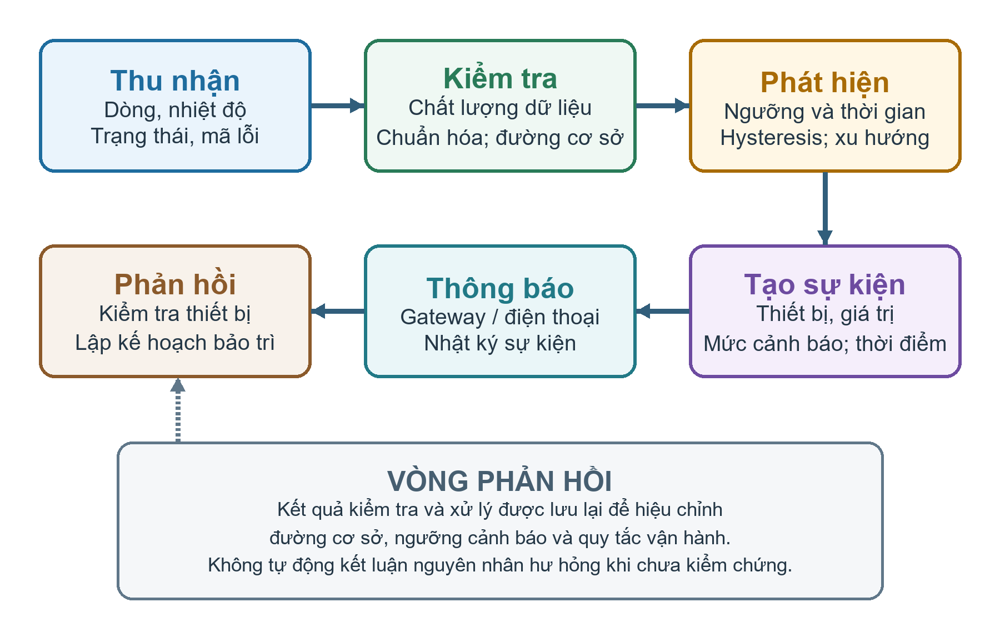 Thu nhận
Dòng, nhiệt độ
Trạng thái, mã lỗi
Kiểm tra
Chất lượng dữ liệu
Chuẩn hóa; đường cơ sở
Phát hiện
Ngưỡng và thời gian
Hysteresis; xu hướng
Phản hồi
Kiểm tra thiết bị
Lập kế hoạch bảo trì
Thông báo
Gateway / điện thoại
Nhật ký sự kiện
Tạo sự kiện
Thiết bị, giá trị
Mức cảnh báo; thời điểm
VÒNG PHẢN HỒI
Kết quả kiểm tra và xử lý được lưu lại để hiệu chỉnh
đường cơ sở, ngưỡng cảnh báo và quy tắc vận hành.
Không tự động kết luận nguyên nhân hư hỏng khi chưa kiểm chứng.